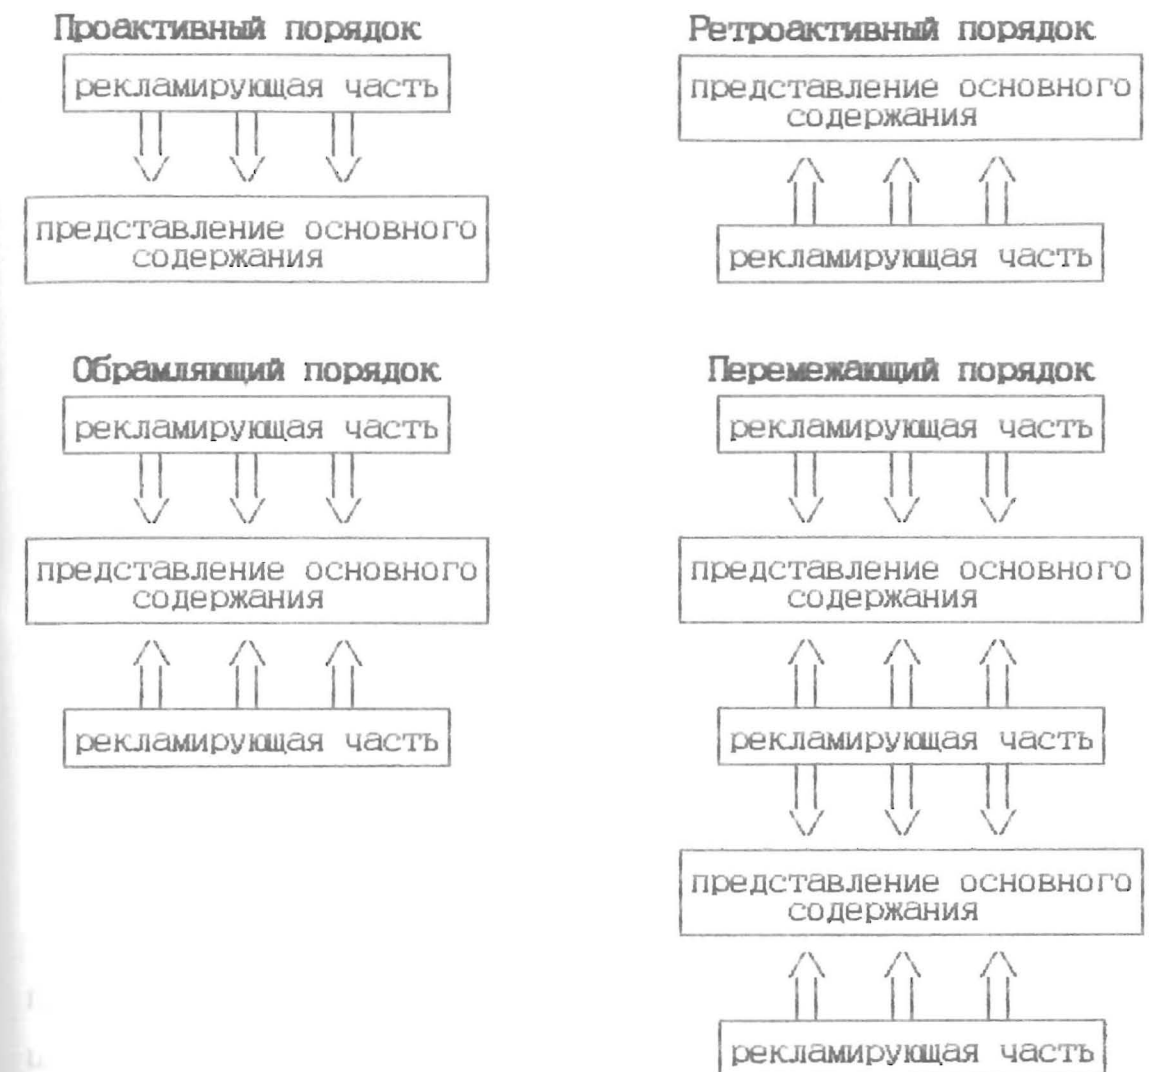 Проактивный порядок
рекламирующая часть
представление основного
содержания
Ретроактивный порядок
представление основного
содержания
рекламирующая часть
Обрамляющий порядок
рекламирующая часть
представление основного
содержания
рекламирующая часть
Перемежающий порядок
рекламирующая часть
представление основного
содержания
рекламирующая часть
представление основного
содержания
рекламирующая часть